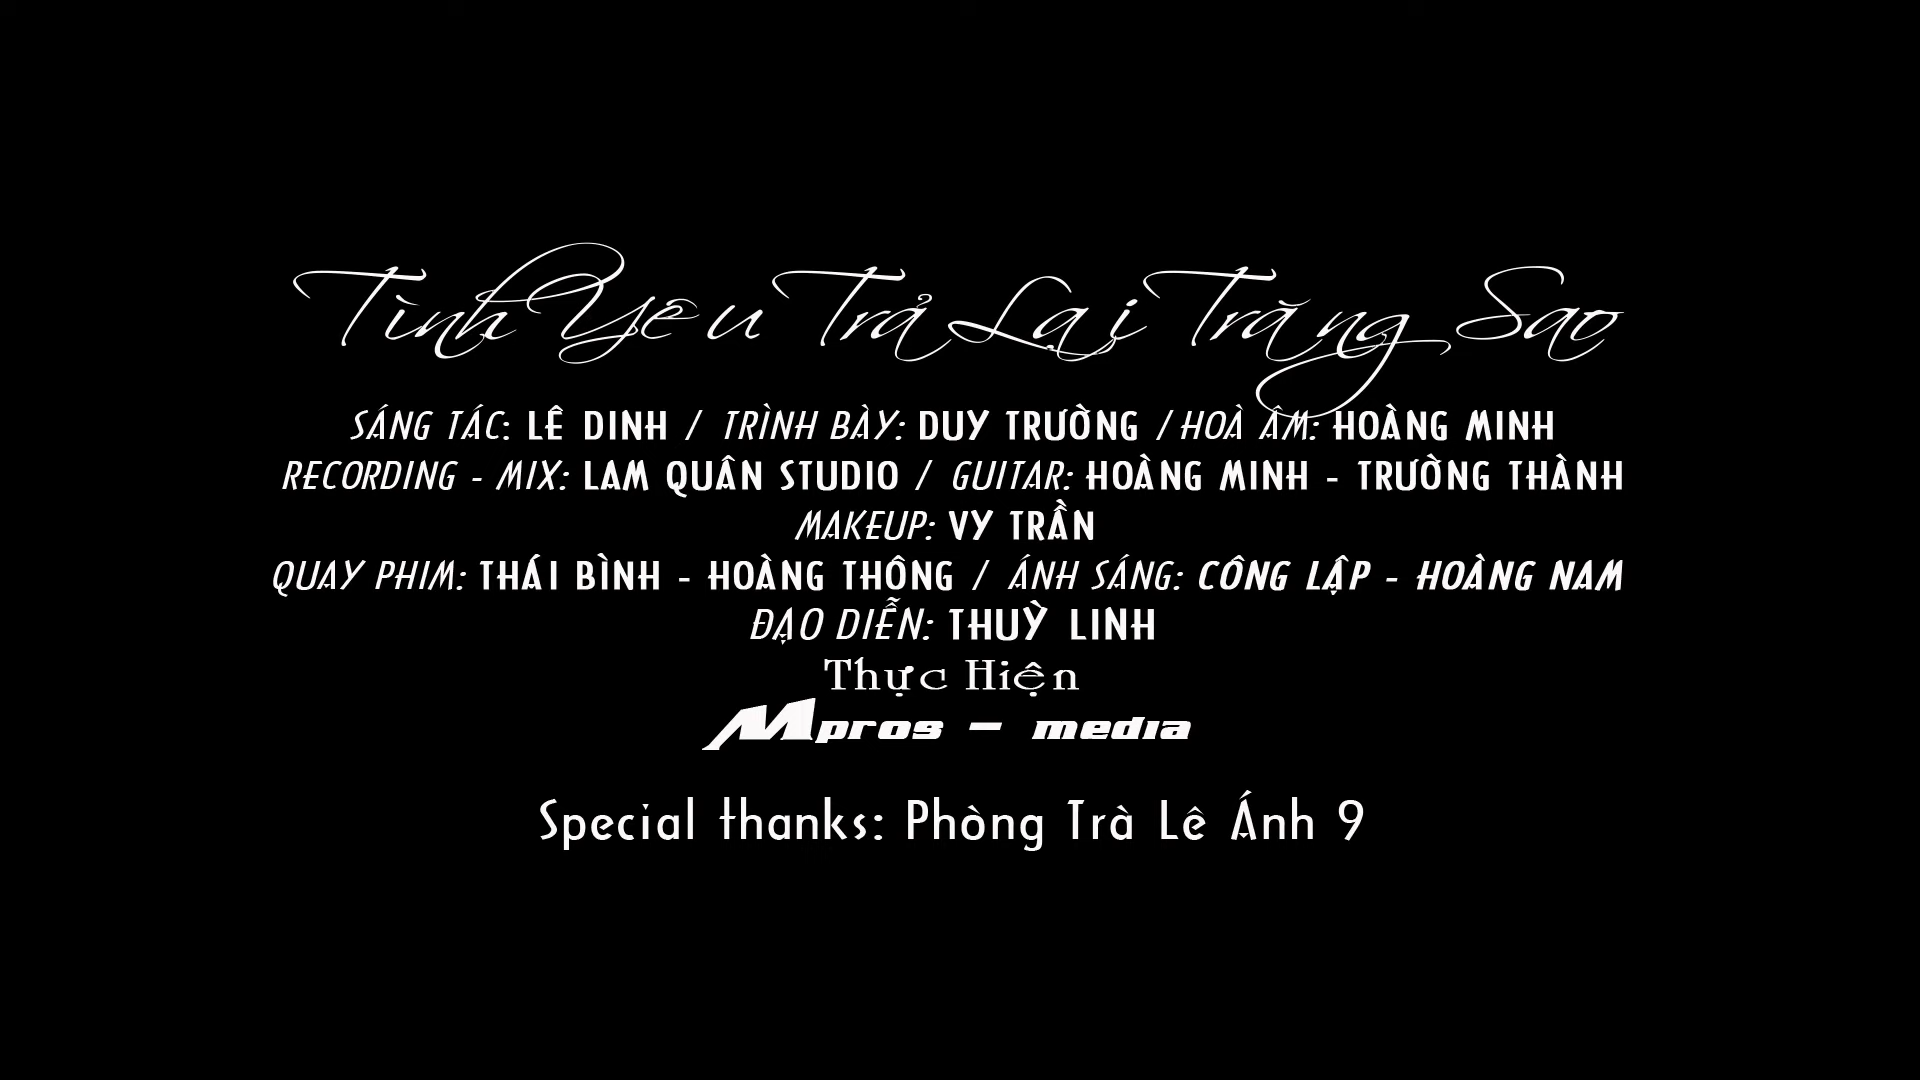 Tình Yêu Trả Lại Trăng Sao
SÁNG TÁC: LÊ DINH / TRÌNH BÀY: DUY TRƯỜNG / HOÀ ÂM: HOÀNG MINH
RECORDING - MIX: LAM QUÂN STUDIO / GUITAR: HOÀNG MINH - TRƯỜNG THÀNH
MAKEUP: VY TRẦN
QUAY PHIM: THÁI BÌNH - HOÀNG THÔNG / ÁNH SÁNG: CÔNG LẬP - HOÀNG NAM
ĐẠO DIỄN: THUỲ LINH
Thực Hiện
Mpros - media
Special thanks: Phòng Trà Lê Ánh 9